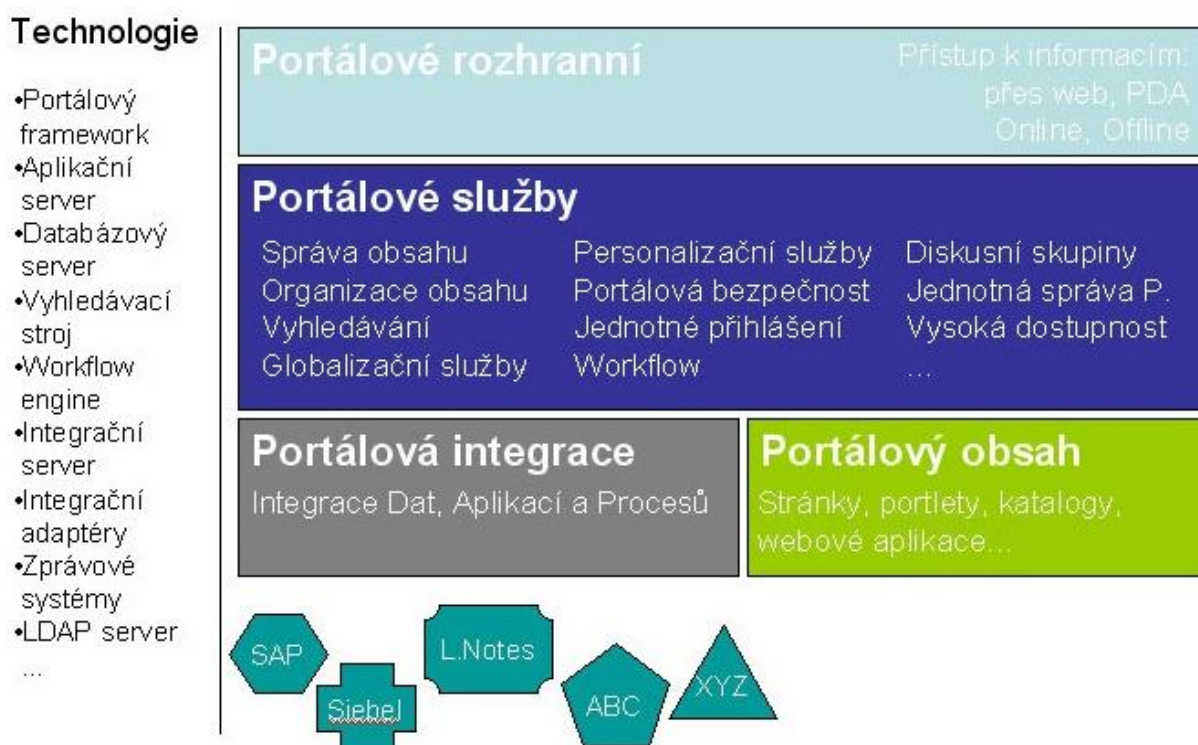 Technologie
•Portálový
framework
•Aplikační
server
•Databázový
server
•Vyhledávací
stroj
•Workflow
engine
•Integrační
server
•Integrační
adaptéry
•Zprávové
systémy
•LDAP server
...
Portálové rozhranní
Přístup k informacím:
přes web, PDA
Online, Offline
Portálové služby
Správa obsahu
Organizace obsahu
Vyhledávání
Globalizační služby
Personalizační služby
Portálová bezpečnost
Jednotné přihlášení
Workflow
Diskusní skupiny
Jednotná správa P.
Vysoká dostupnost
...
Portálová integrace
Integrace Dat, Aplikací a Procesů
Portálový obsah
Stránky, portlety, katalogy,
webové aplikace...
SAP
Siebel
L.Notes
ABC
XYZ